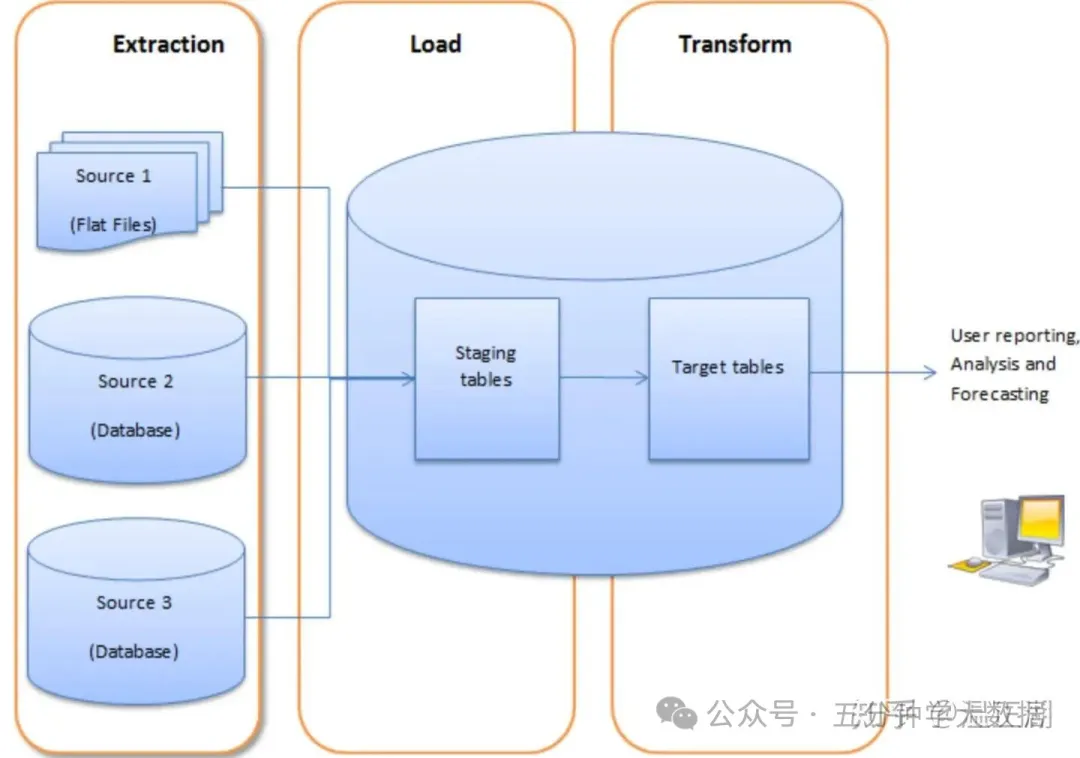 Extraction
Load
Transform
Source 1
(Flat Files)
Source 2
(Database)
Source 3
(Database)
Staging
tables
Target tables
User reporting,
Analysis and
Forecasting
公众号 · 五分钟学大数据